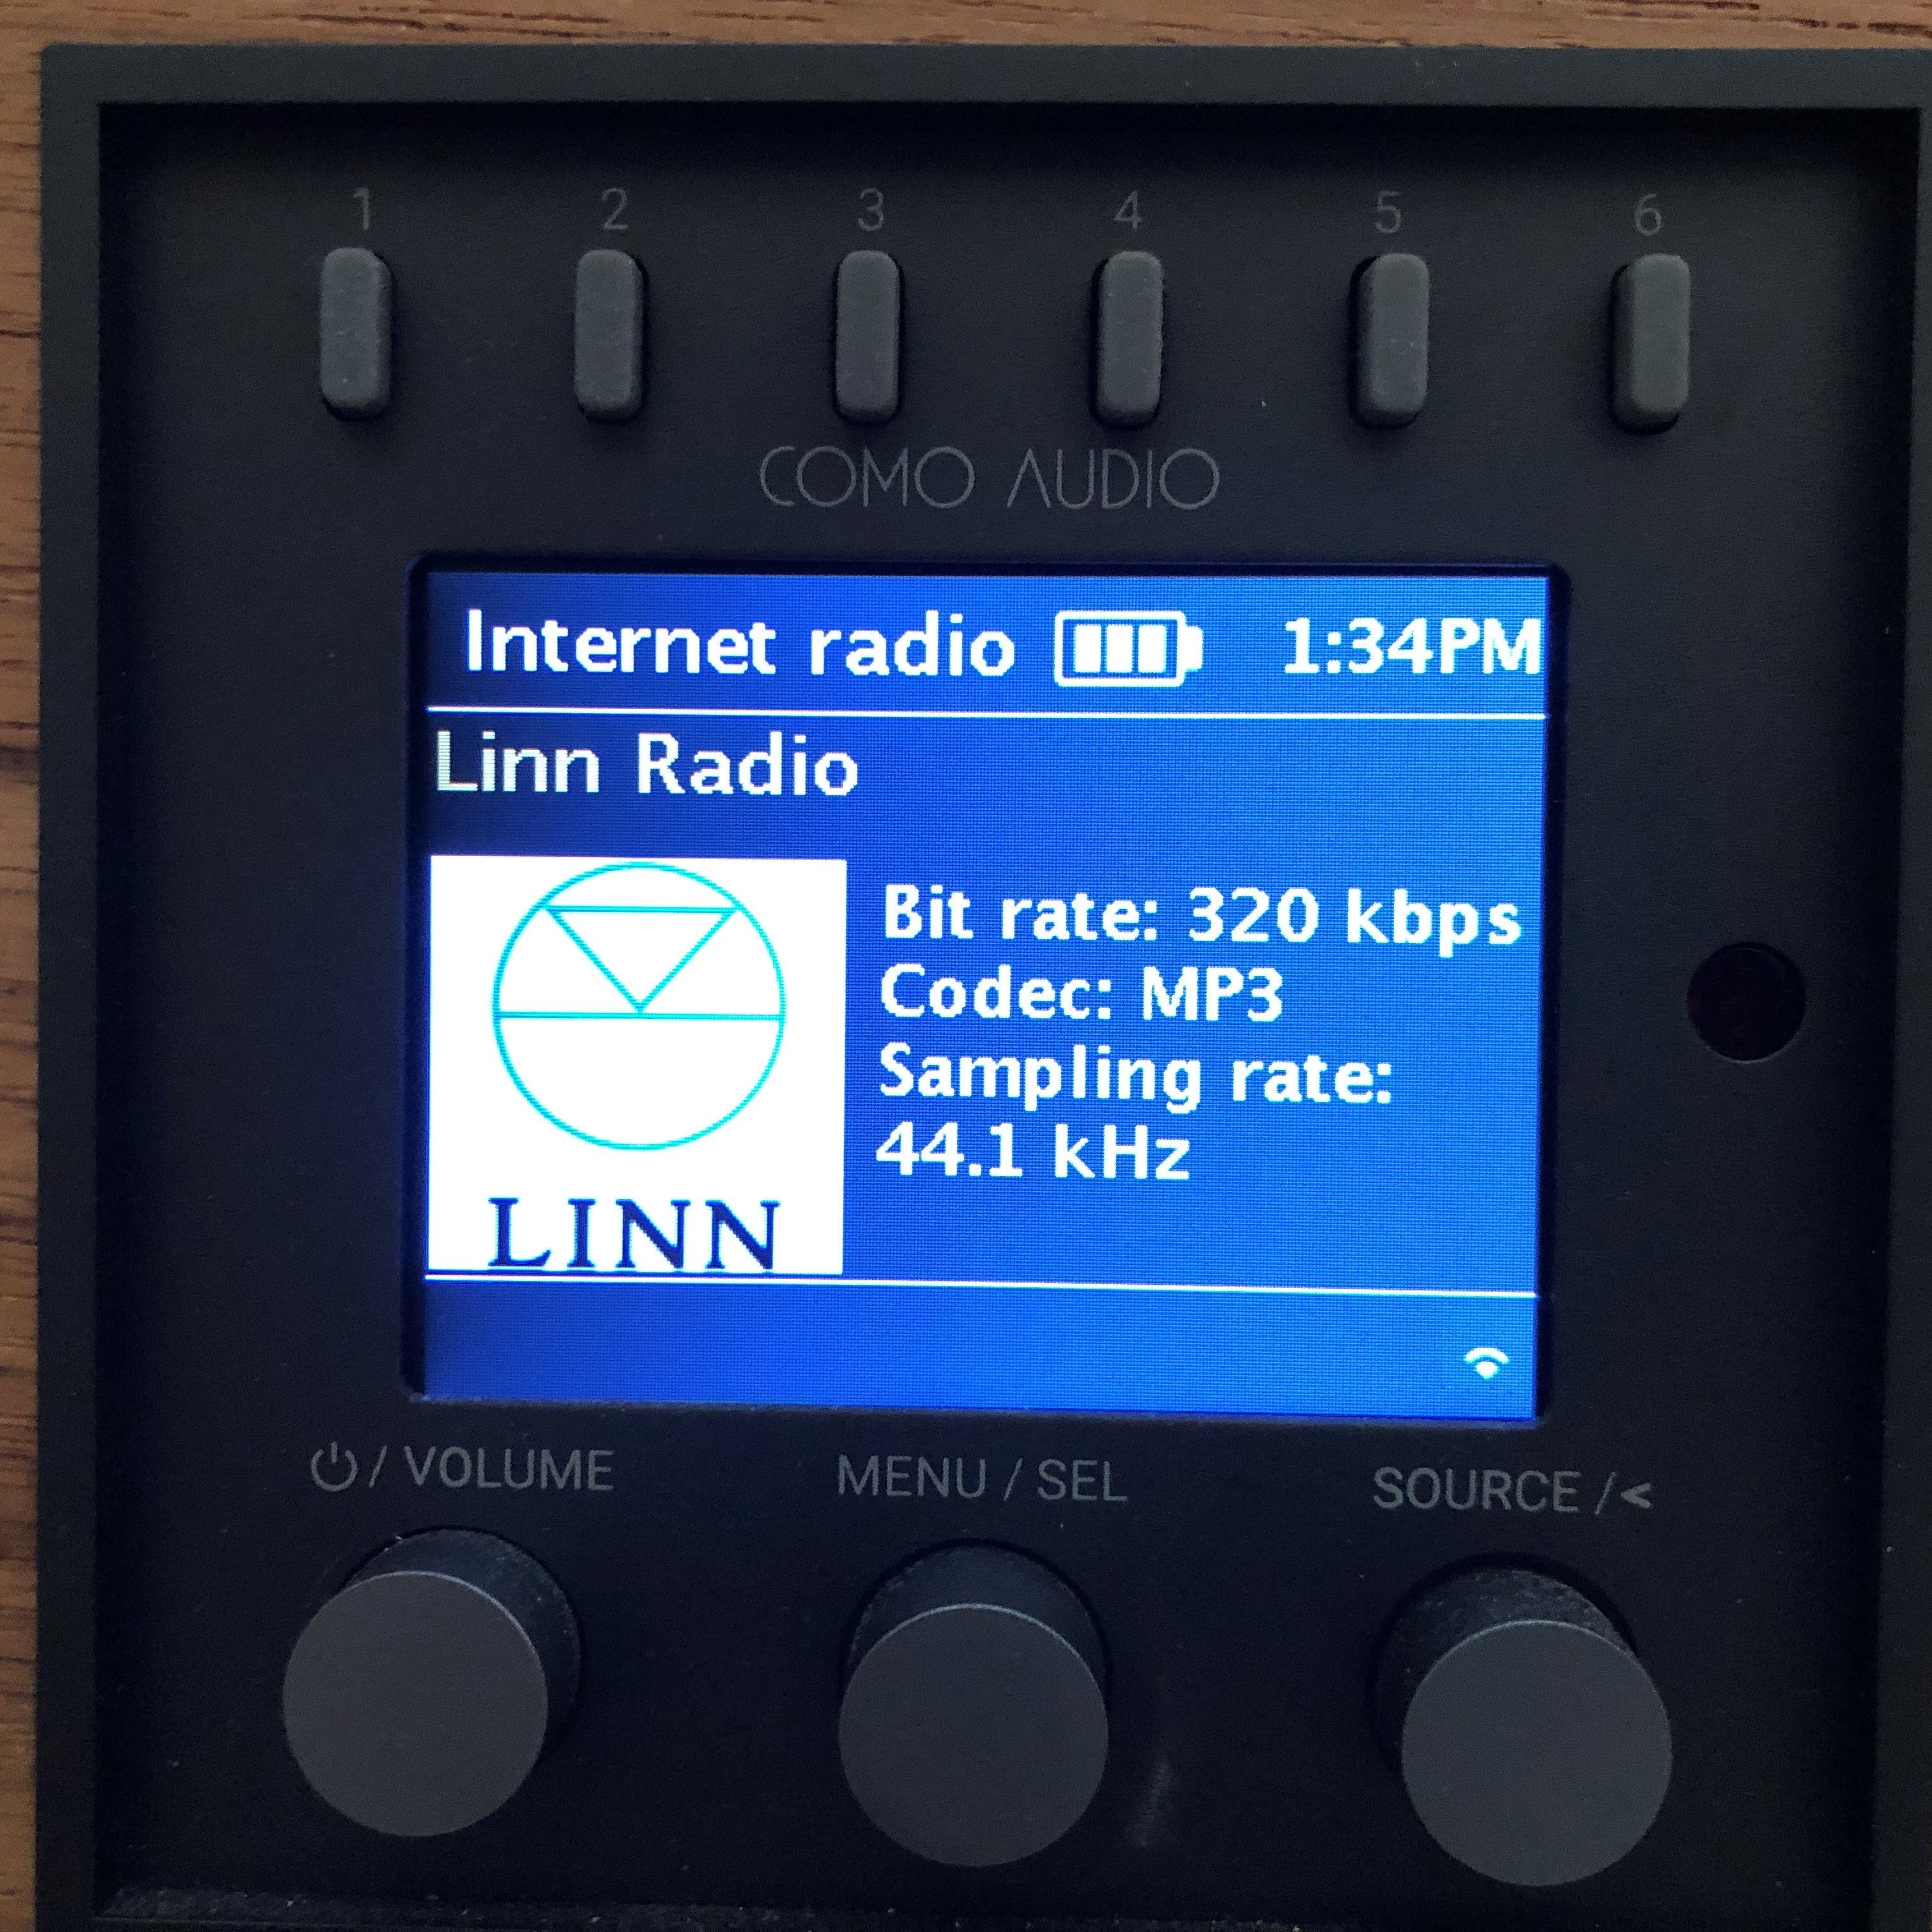 1 2 3 4 5 6
COMO AUDIO
Internet radio 1:34PM
Linn Radio
Bit rate: 320 kbps
Codec: MP3
Sampling rate:
44.1 kHz
LINN
/ VOLUME MENU / SEL SOURCE / <